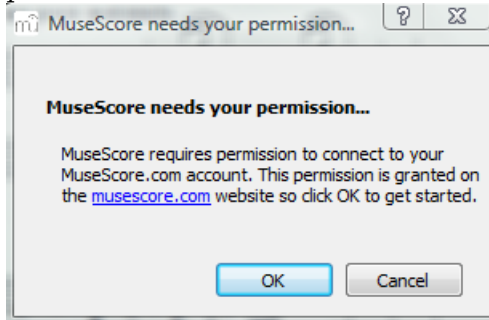 MuseScore needs your permission...
MuseScore needs your permission...
MuseScore requires permission to connect to your
MuseScore.com account. This permission is granted on
the musescore.com website so click OK to get started.
OK Cancel